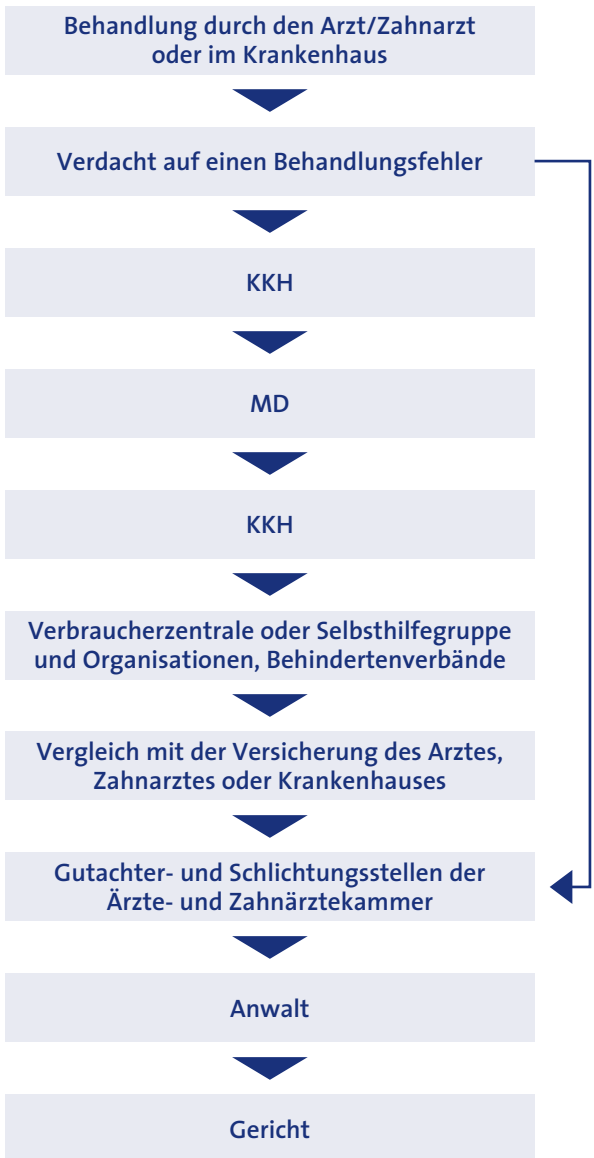 Behandlung durch den Arzt/Zahnarzt
oder im Krankenhaus
Verdacht auf einen Behandlungsfehler
KKH
MD
KKH
Verbraucherzentrale oder Selbsthilfegruppe
und Organisationen, Behindertenverbände
Vergleich mit der Versicherung des Arztes,
Zahnarztes oder Krankenhauses
Gutachter- und Schlichtungsstellen der
Ärzte- und Zahnärztekammer
Anwalt
Gericht